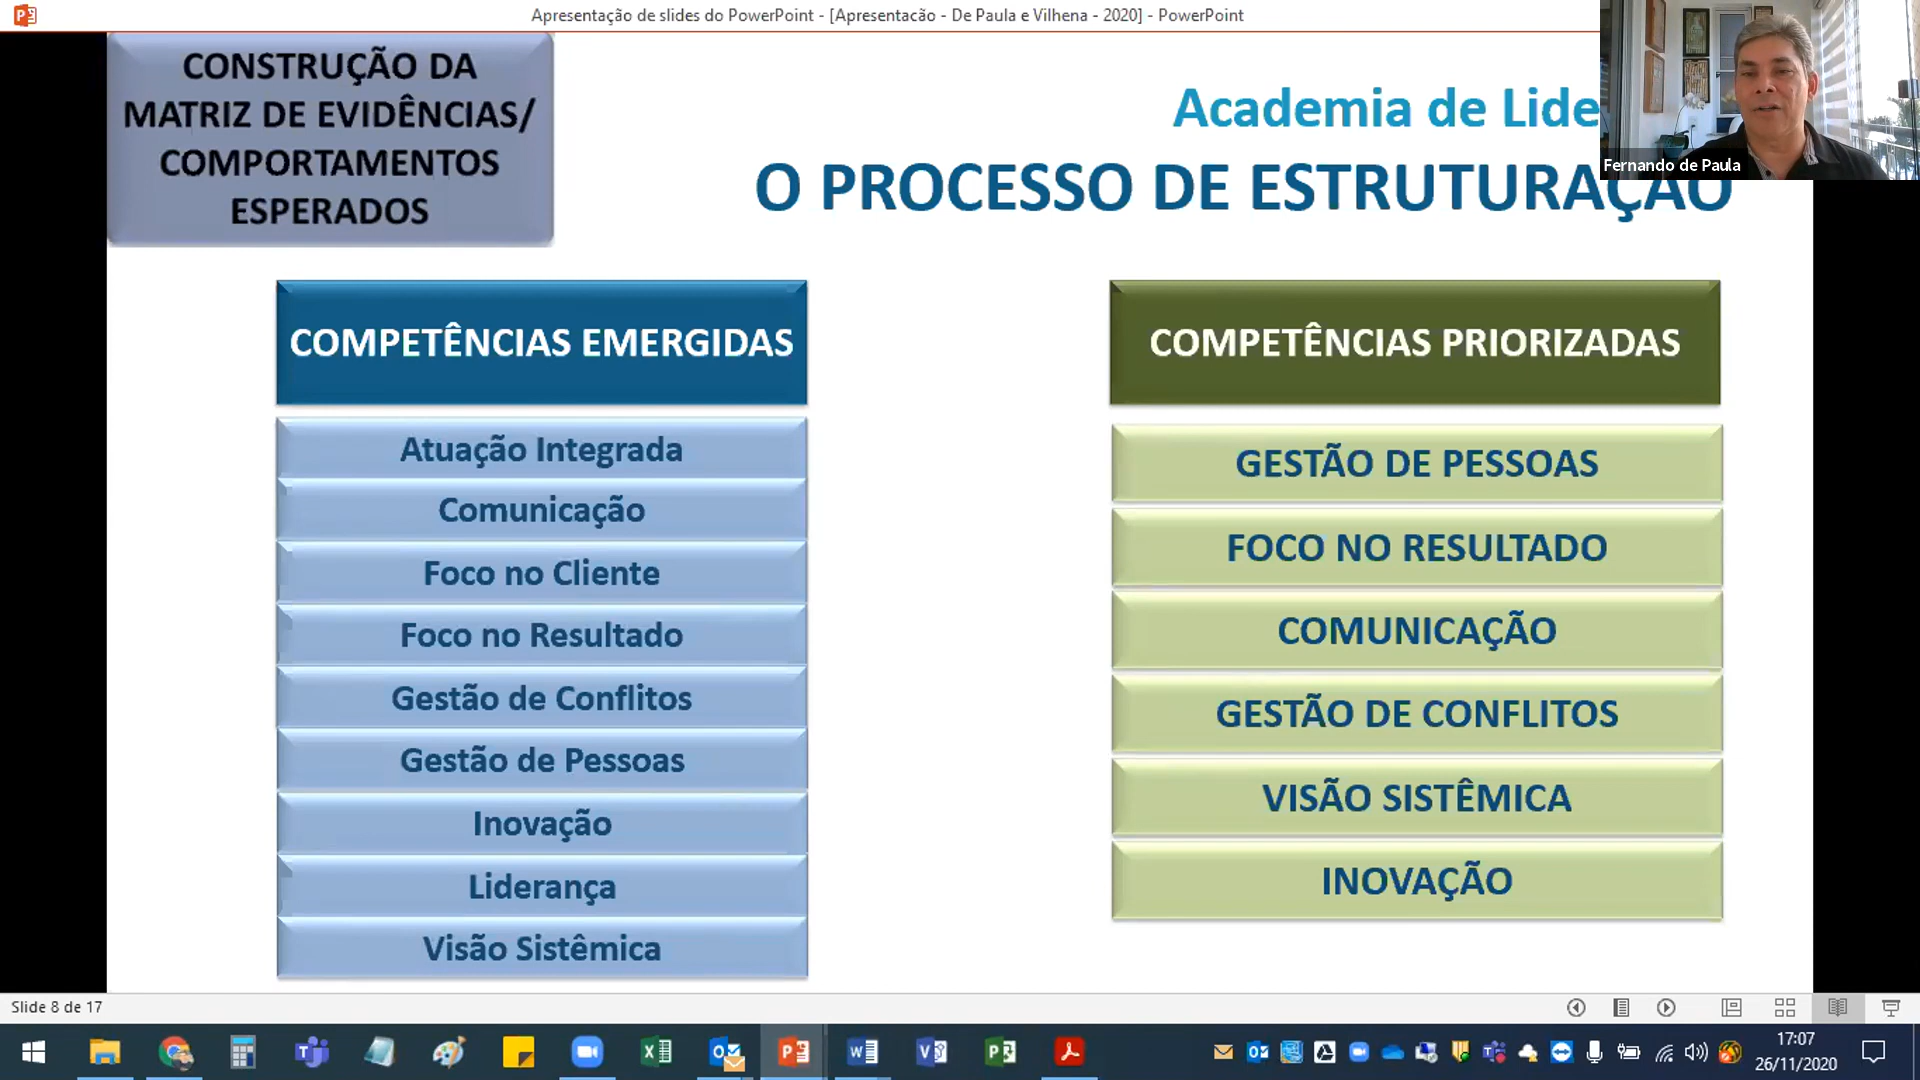 Apresentação de slides do PowerPoint - [Apresentacão - De Paula e Vilhena - 2020] - PowerPoint
CONSTRUÇÃO DA
MATRIZ DE EVIDÊNCIAS/
COMPORTAMENTOS
ESPERADOS
Academia de Lide
O PROCESSO DE ESTRUTURAÇÃO
Fernando de Paula
COMPETÊNCIAS EMERGIDAS
Atuação Integrada
Comunicação
Foco no Cliente
Foco no Resultado
Gestão de Conflitos
Gestão de Pessoas
Inovação
Liderança
Visão Sistêmica
COMPETÊNCIAS PRIORIZADAS
GESTÃO DE PESSOAS
FOCO NO RESULTADO
COMUNICAÇÃO
GESTÃO DE CONFLITOS
VISÃO SISTÊMICA
INOVAÇÃO
Slide 8 de 17
17:07
26/11/2020